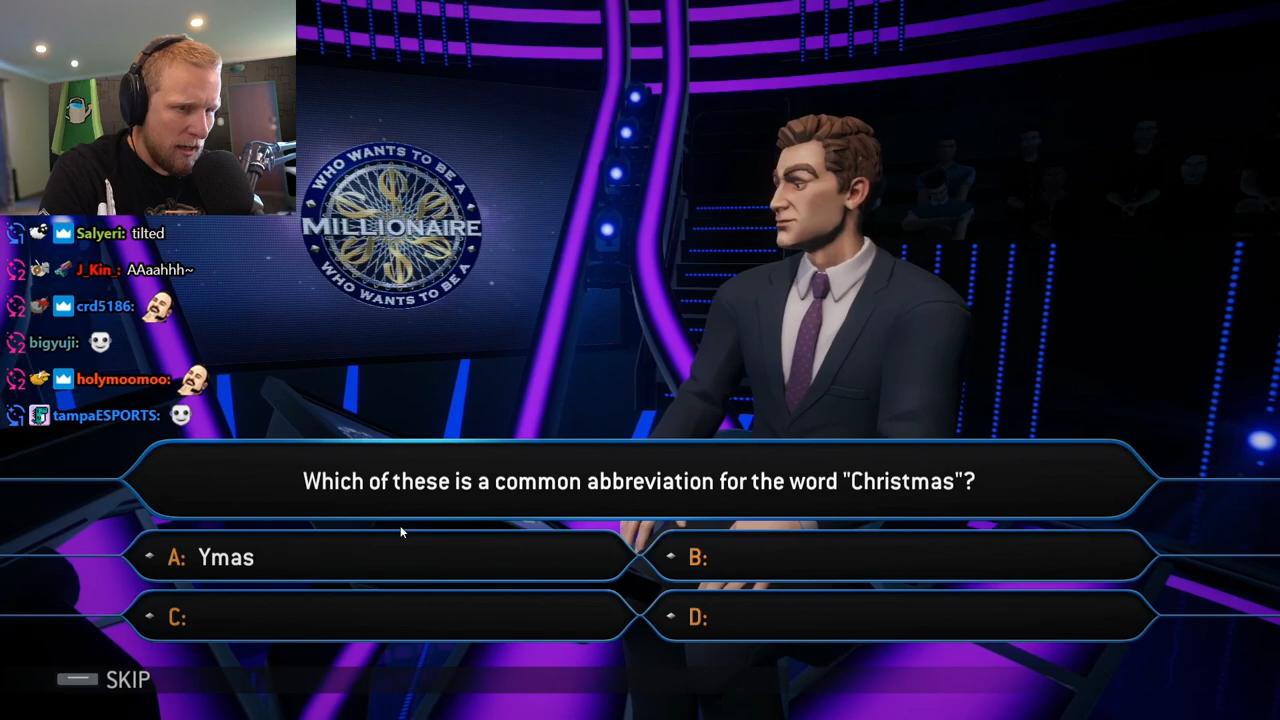 WHO WANTS TO BE A
MILLIONAIRE
WHO WANTS TO BE A
Salyeri: tilted
J_Kin_: AAaahhh~
crd5186:
bigyuji:
holymoomoo:
tampaESPORTS:
Which of these is a common abbreviation for the word "Christmas"?
A: Ymas
B:
C:
D:
SKIP